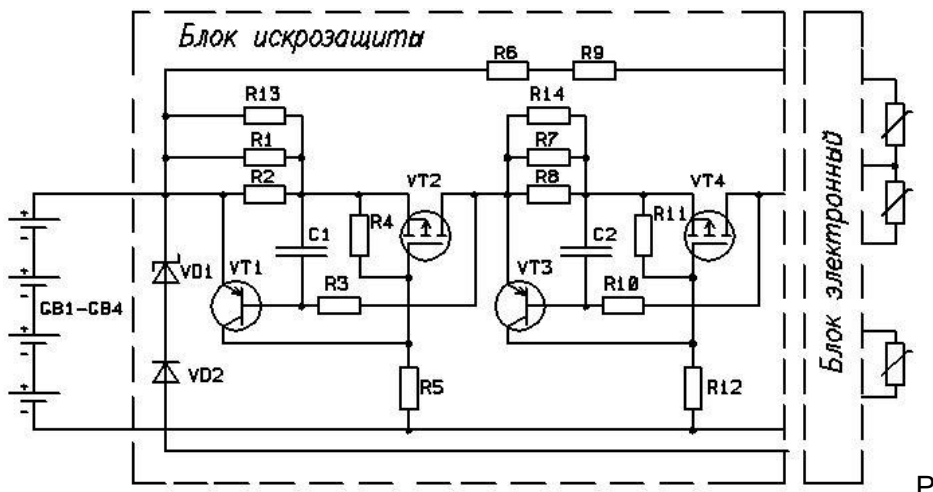 Блок искрозащиты
R6 R9
R13 R14
R1 R7
R2 VT2 R8 VT4
R4 R11
C1 C2
VT1 VD1 R3 VT3 R10
GB1-GB4
VD2 R5 R12
Блок электронный
Р